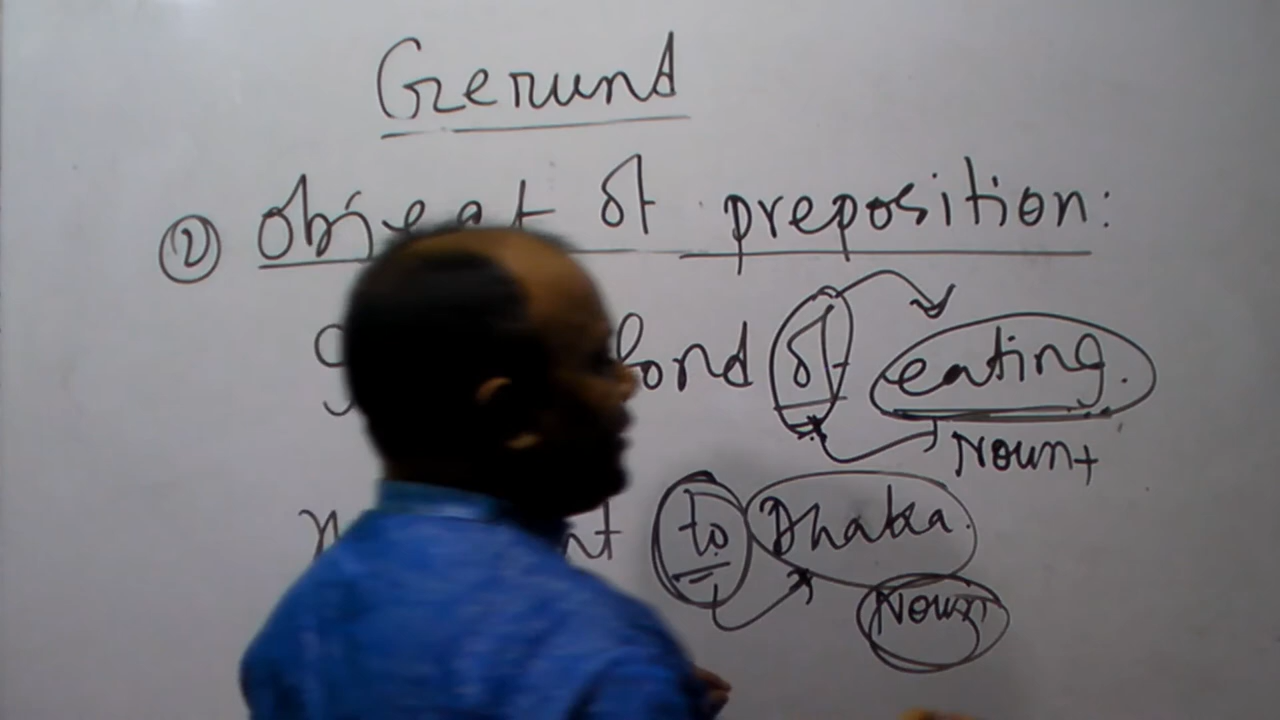 Gerund
② Object of preposition:
fond of eating.
Noun+
to Dhaka.
Noun